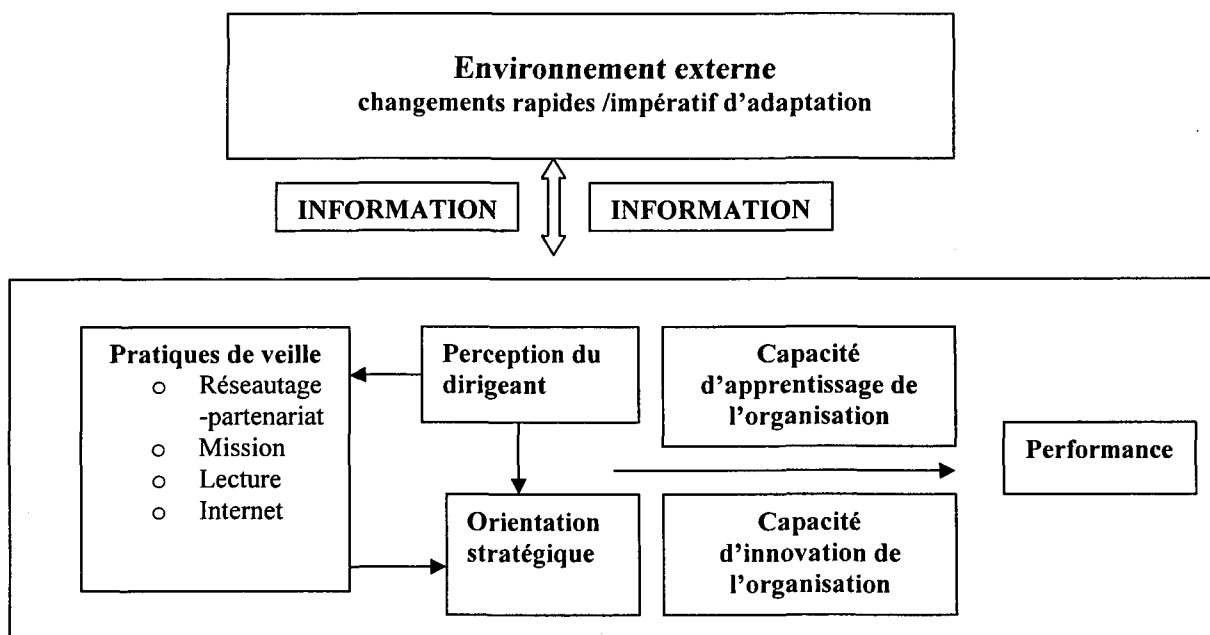 Environnement externe
changements rapides /impératif d'adaptation
INFORMATION
INFORMATION
Pratiques de veille
o Réseautage
-partenariat
o Mission
o Lecture
o Internet
Perception du
dirigeant
Orientation
stratégique
Capacité
d'apprentissage de
l'organisation
Capacité
d'innovation de
l'organisation
Performance